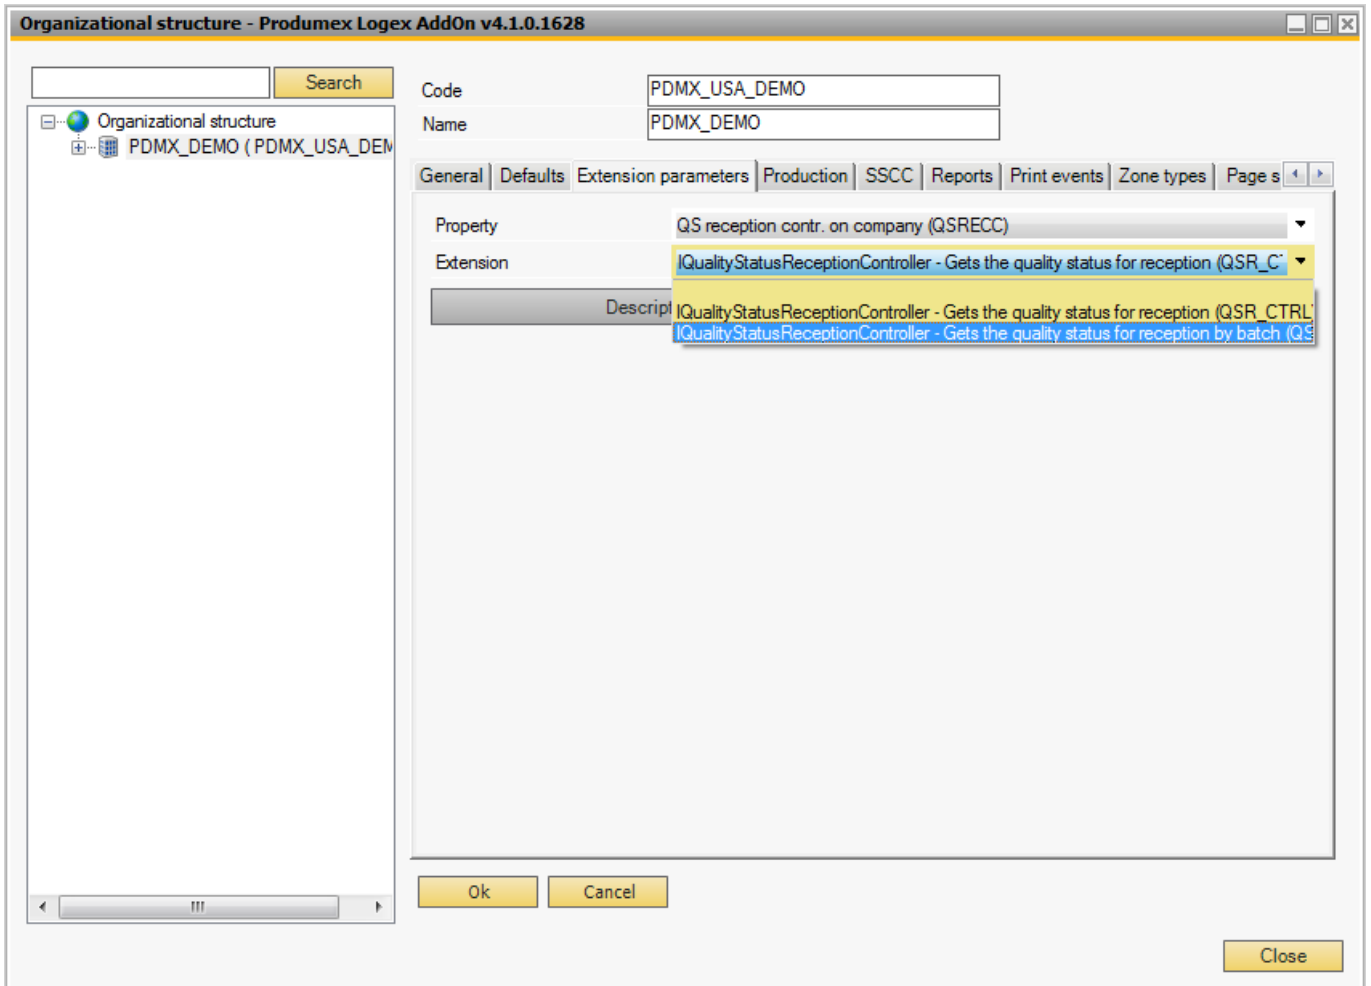 Organizational structure - Produmex Logex AddOn v4.1.0.1628
Search
Organizational structure
PDMX_DEMO ( PDMX_USA_DEM
Code PDMX_USA_DEMO
Name PDMX_DEMO
General Defaults Extension parameters Production SSCC Reports Print events Zone types Page s
Property QS reception contr. on company (QSRECC)
Extension IQualityStatusReceptionController - Gets the quality status for reception (QSR_CT
Descript
IQualityStatusReceptionController - Gets the quality status for reception (QSR_CTRL)
IQualityStatusReceptionController - Gets the quality status for reception by batch (QS
Ok Cancel
Close